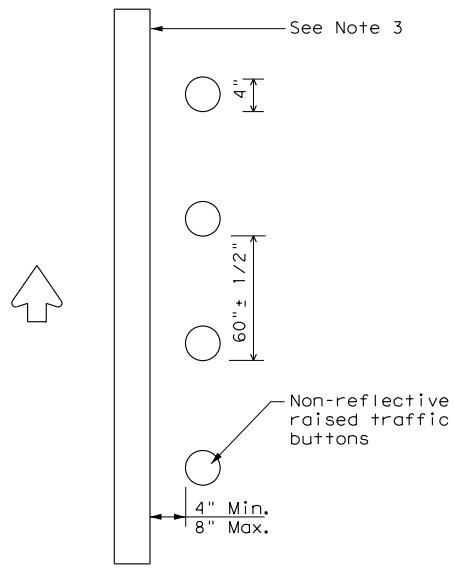 See Note 3
4"
60"± 1/2"
Non-reflective
raised traffic
buttons
4" Min.
8" Max.